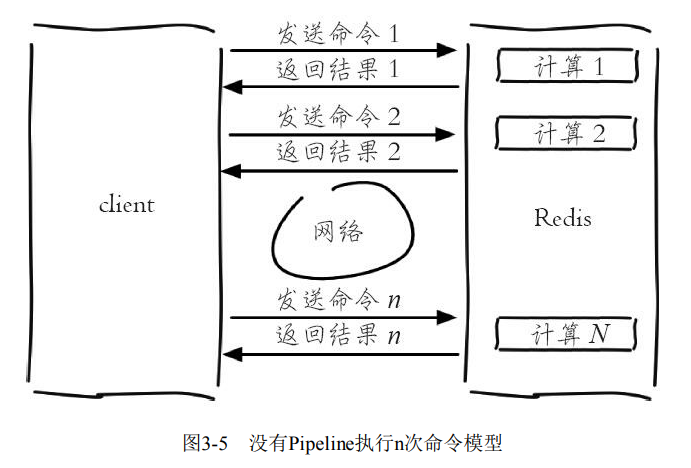 发送命令 1
返回结果 1
计算 1
发送命令 2
返回结果 2
计算 2
client
网络
Redis
发送命令 n
返回结果 n
计算 N
图3-5 没有Pipeline执行n次命令模型